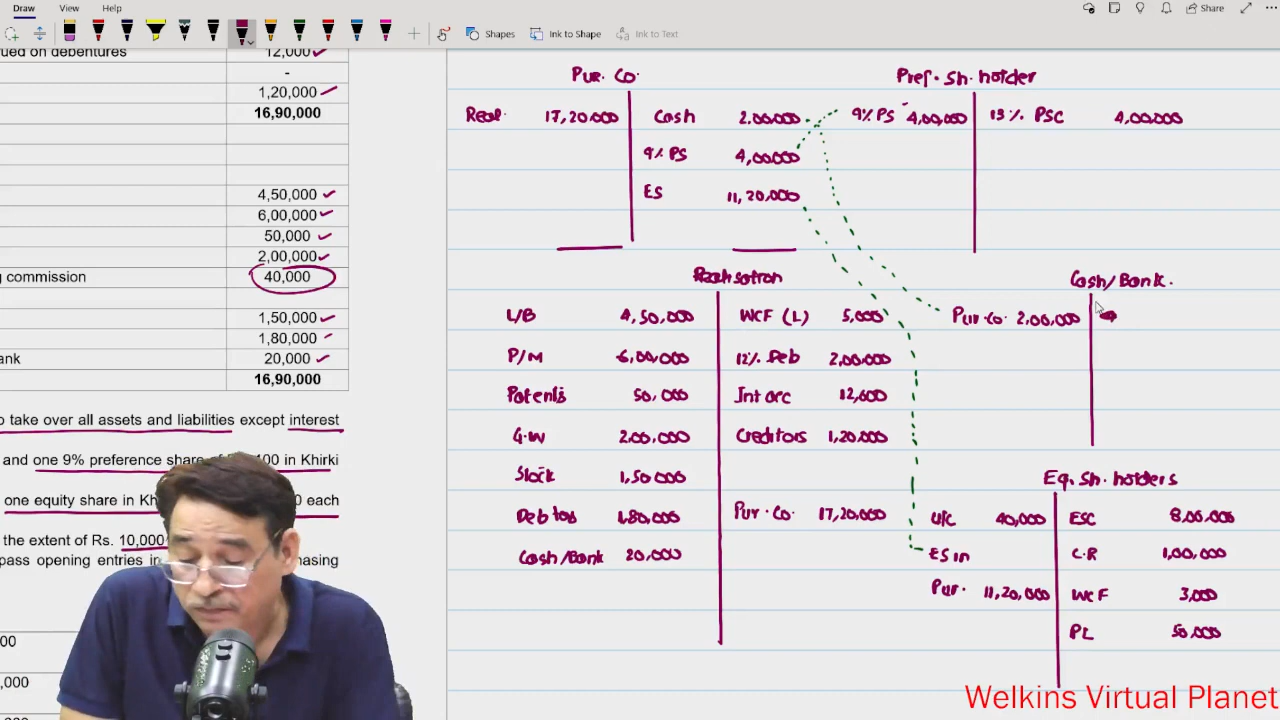 Draw View Help Share
Shapes Ink to Shape Ink to Text
ued on debentures 12,000
-
1,20,000
16,90,000
4,50,000
6,00,000
50,000
2,00,000
g commission 40,000
1,50,000
1,80,000
ank 20,000
16,90,000
o take over all assets and liabilities except interest
and one 9% preference share of 100 in Khirki
one equity share in Kh 0 each
the extent of Rs. 10,000
pass opening entries in hasing
00
,000
Pur. Co.
Real. 17,20,000 Cash 2,00,000
9% PS 4,00,000
ES 11,20,000
Pref. Sh. holder
9% PS 4,00,000 13% PSC 4,00,000
Realisation
L/B 4,50,000 WCF (L) 5,000
P/M 6,00,000 12% Deb 2,00,000
Patents 50,000 Int acc 12,000
G.W 2,00,000 Creditors 1,20,000
Stock 1,50,000
Debtors 1,80,000 Pur. Co. 17,20,000
Cash/Bank 20,000
Cash/Bank.
Pur. Co. 2,00,000
Eq. Sh. holders
U/C 40,000 ESC 8,00,000
ES in C.R 1,00,000
Pur. 11,20,000 WCF 3,000
PL 50,000
Welkins Virtual Planet